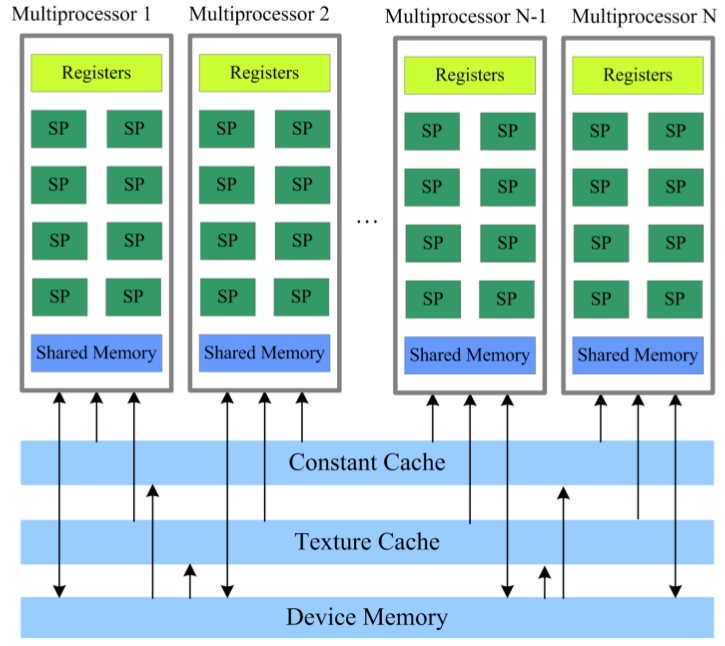 Multiprocessor 1 Multiprocessor 2 Multiprocessor N-1 Multiprocessor N
Registers Registers Registers Registers
SP SP SP SP SP SP SP SP
SP SP SP SP SP SP SP SP
...
SP SP SP SP SP SP SP SP
SP SP SP SP SP SP SP SP
Shared Memory Shared Memory Shared Memory Shared Memory
Constant Cache
Texture Cache
Device Memory